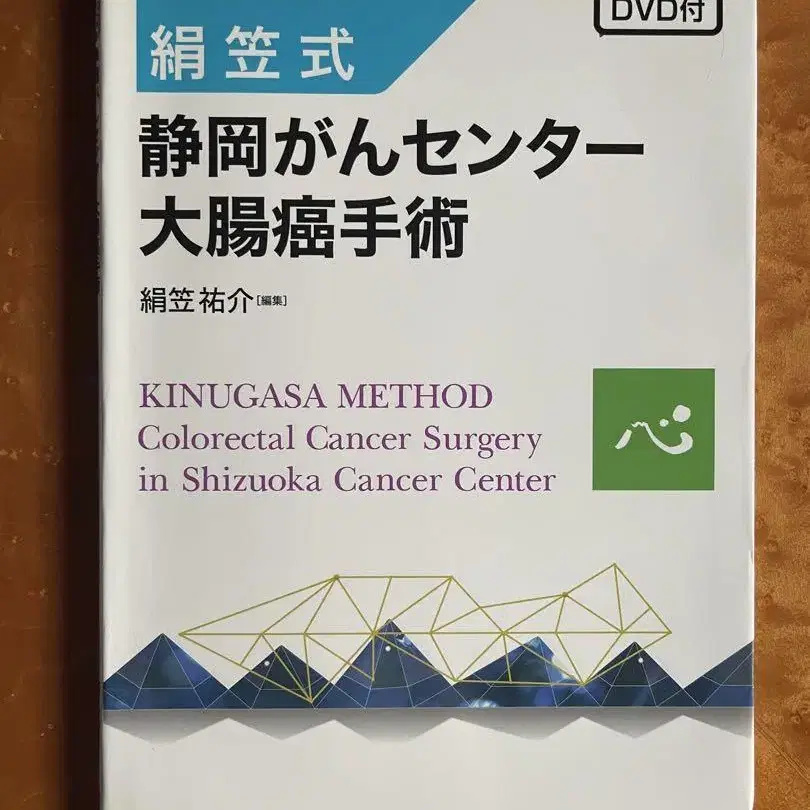 DVD付
絹笠式
静岡がんセンター
大腸癌手術
絹笠祐介[編集]
KINUGASA METHOD
Colorectal Cancer Surgery
in Shizuoka Cancer Center
心